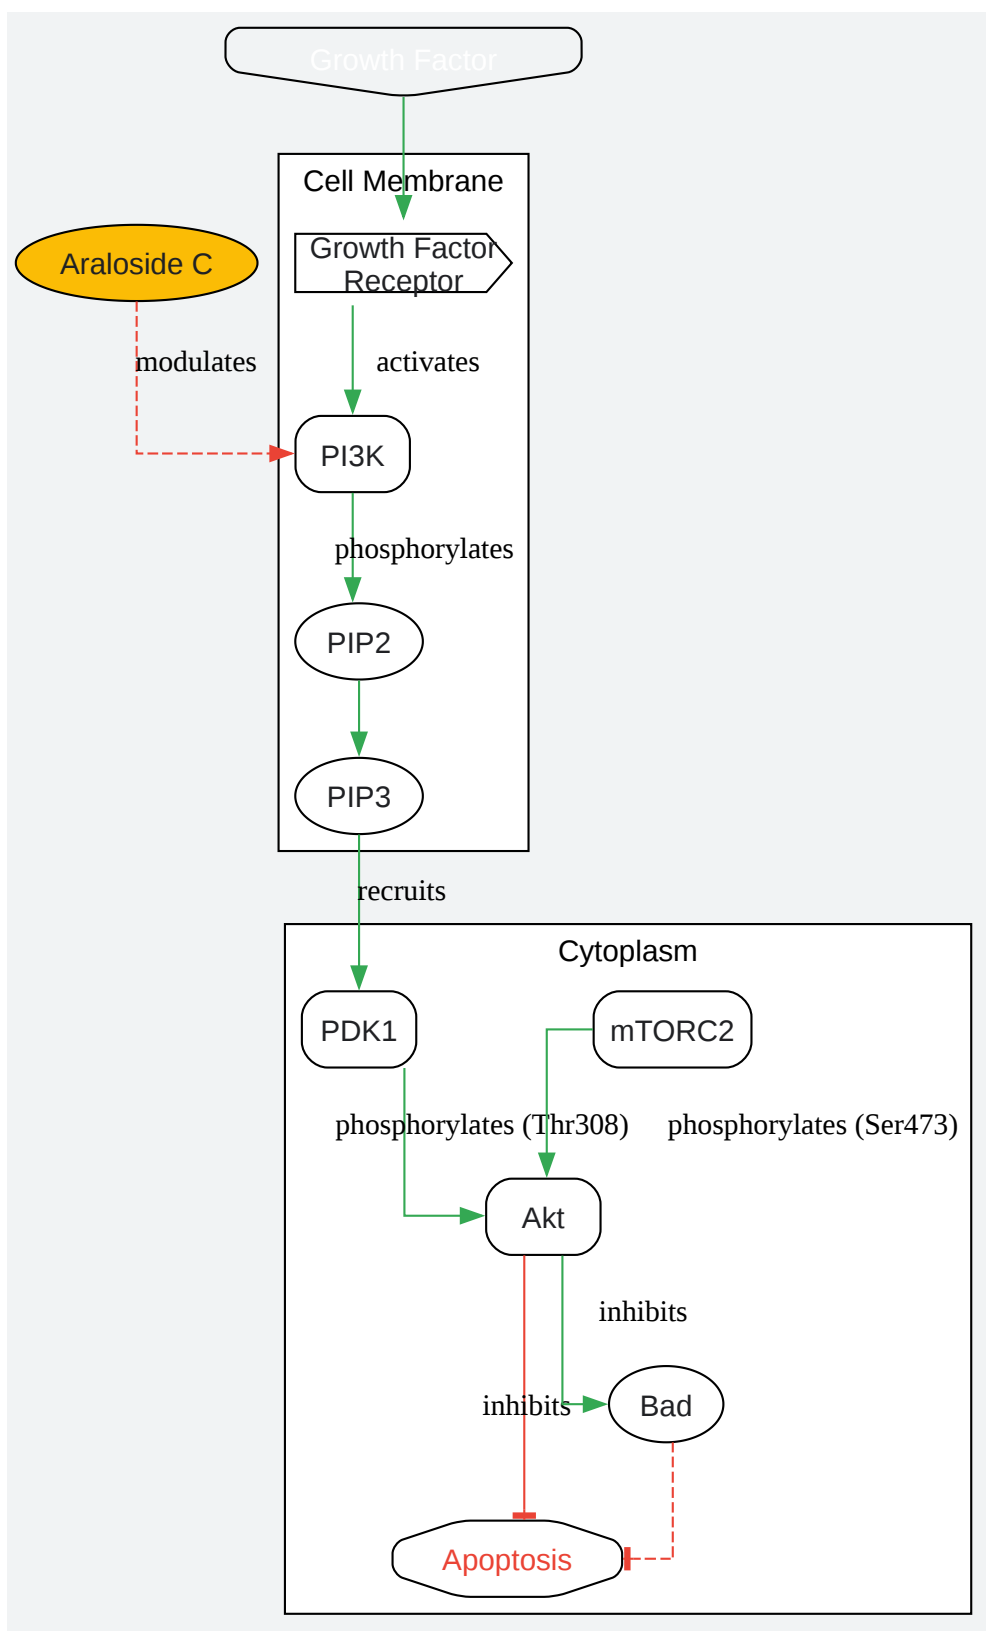 Growth Factor
Cell Membrane
Growth Factor
Receptor
Araloside C
modulates
activates
PI3K
phosphorylates
PIP2
PIP3
recruits
Cytoplasm
PDK1
mTORC2
phosphorylates (Thr308)
phosphorylates (Ser473)
Akt
inhibits
inhibits
Bad
Apoptosis